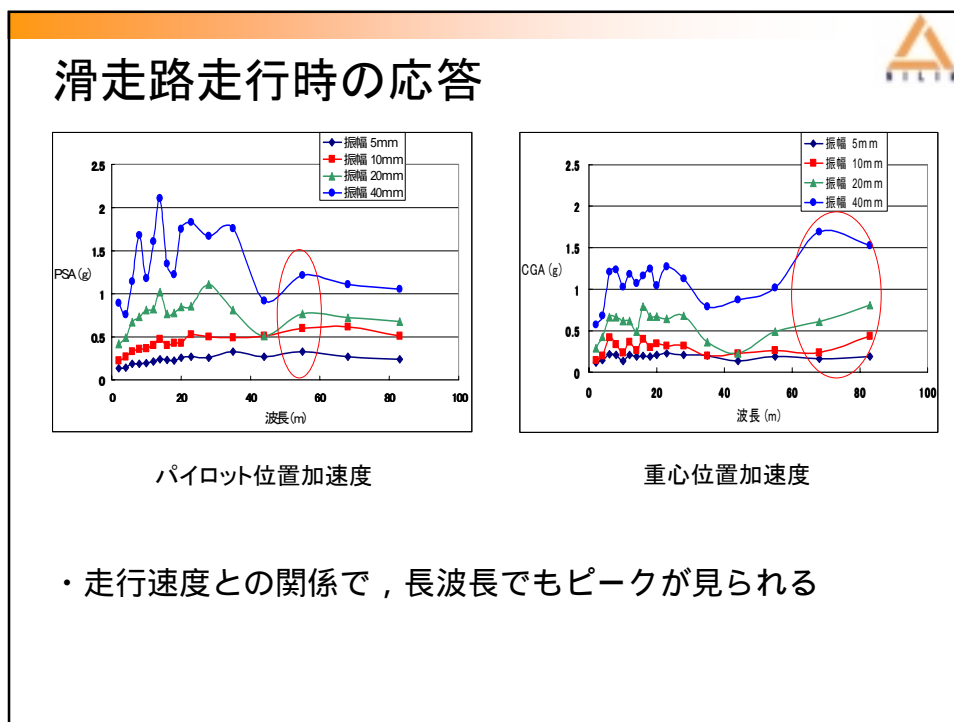 NILIM
滑走路走行時の応答
振幅 5mm
振幅 10mm
振幅 20mm
振幅 40mm
2.5
2
1.5
1
0.5
0
PSA(g)
0 20 40 60 80 100
波長(m)
振幅 5mm
振幅 10mm
振幅 20mm
振幅 40mm
2.5
2
1.5
1
0.5
0
CGA(g)
0 20 40 60 80 100
波長(m)
パイロット位置加速度
重心位置加速度
・走行速度との関係で，長波長でもピークが見られる